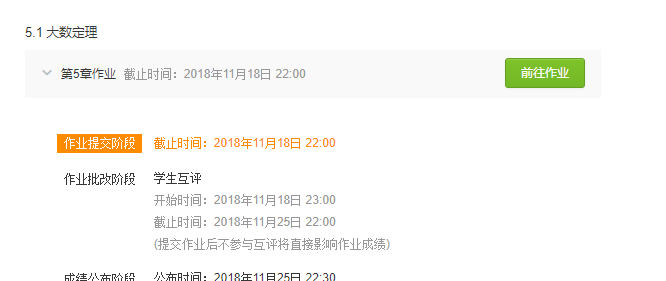 5.1 大数定理
第5章作业 截止时间：2018年11月18日 22:00 前往作业
作业提交阶段 截止时间：2018年11月18日 22:00
作业批改阶段 学生互评
开始时间：2018年11月18日 23:00
截止时间：2018年11月25日 22:00
(提交作业后不参与互评将直接影响作业成绩)
成绩公布阶段 公布时间：2018年11月25日 22:30